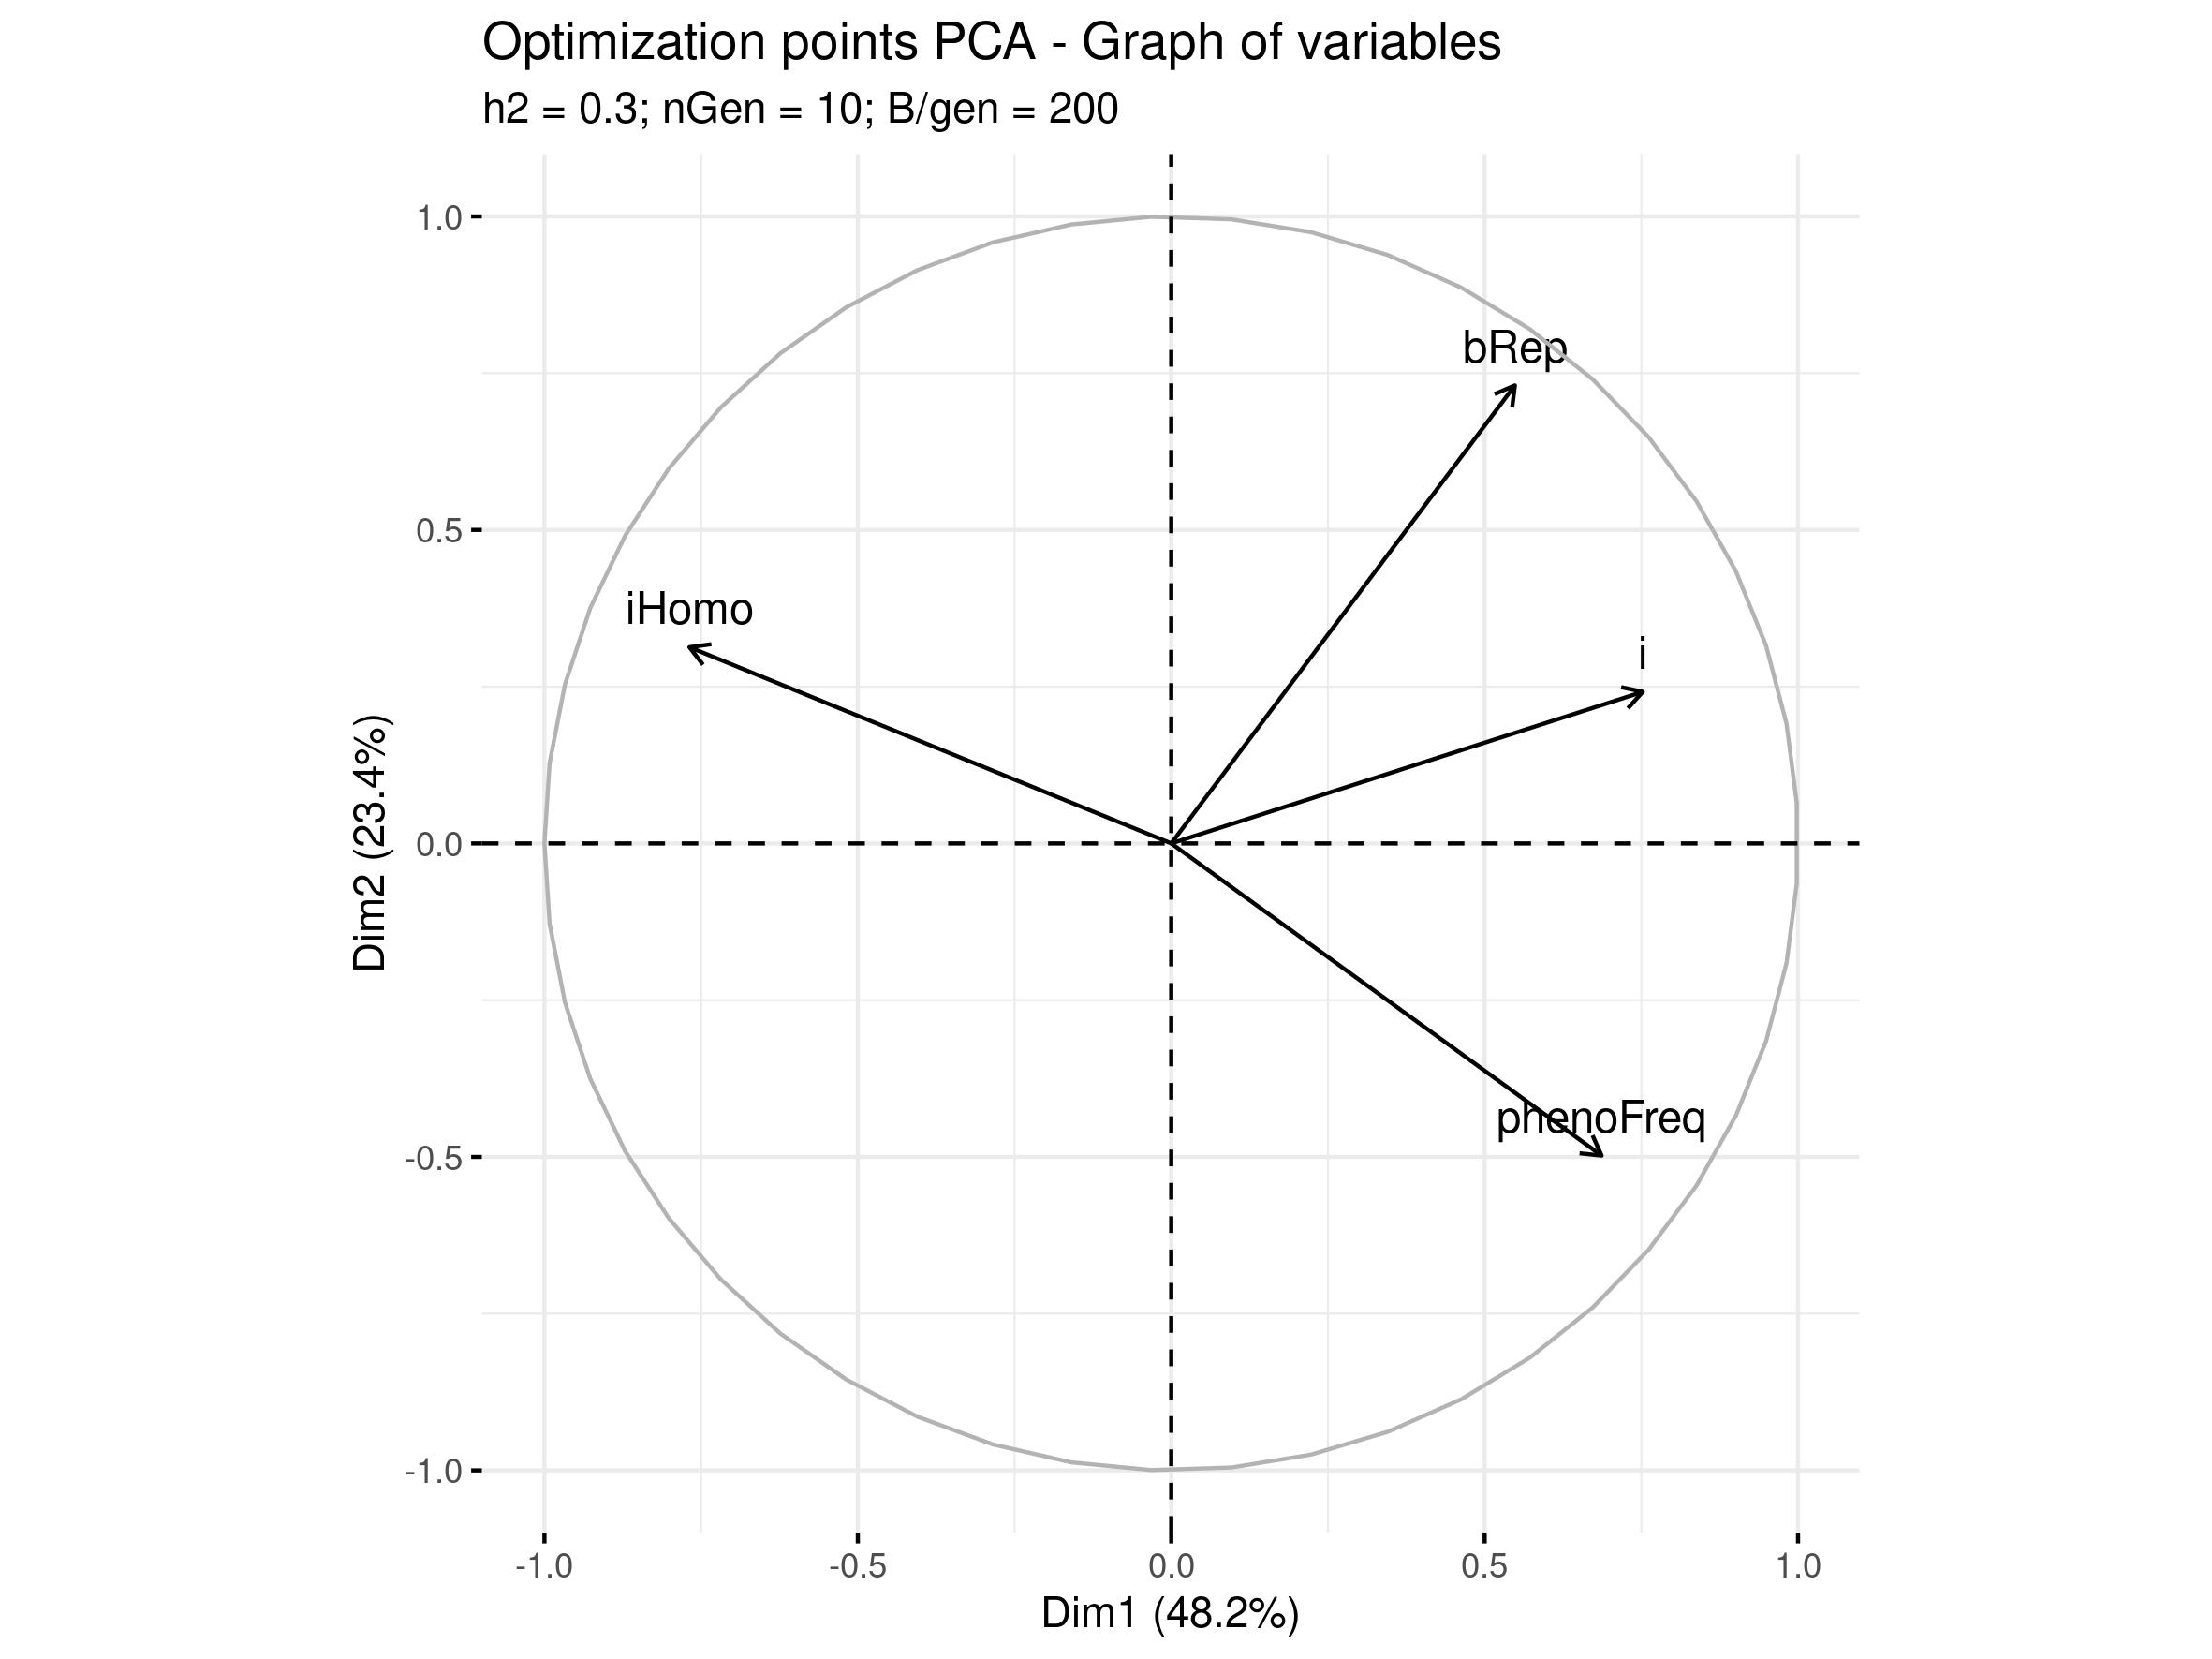 Optimization points PCA - Graph of variables
h2 = 0.3; nGen = 10; B/gen = 200
1.0
0.5
0.0
-0.5
-1.0
Dim2 (23.4%)
bRep
iHomo
i
phenoFreq
-1.0
-0.5
0.0
0.5
1.0
Dim1 (48.2%)